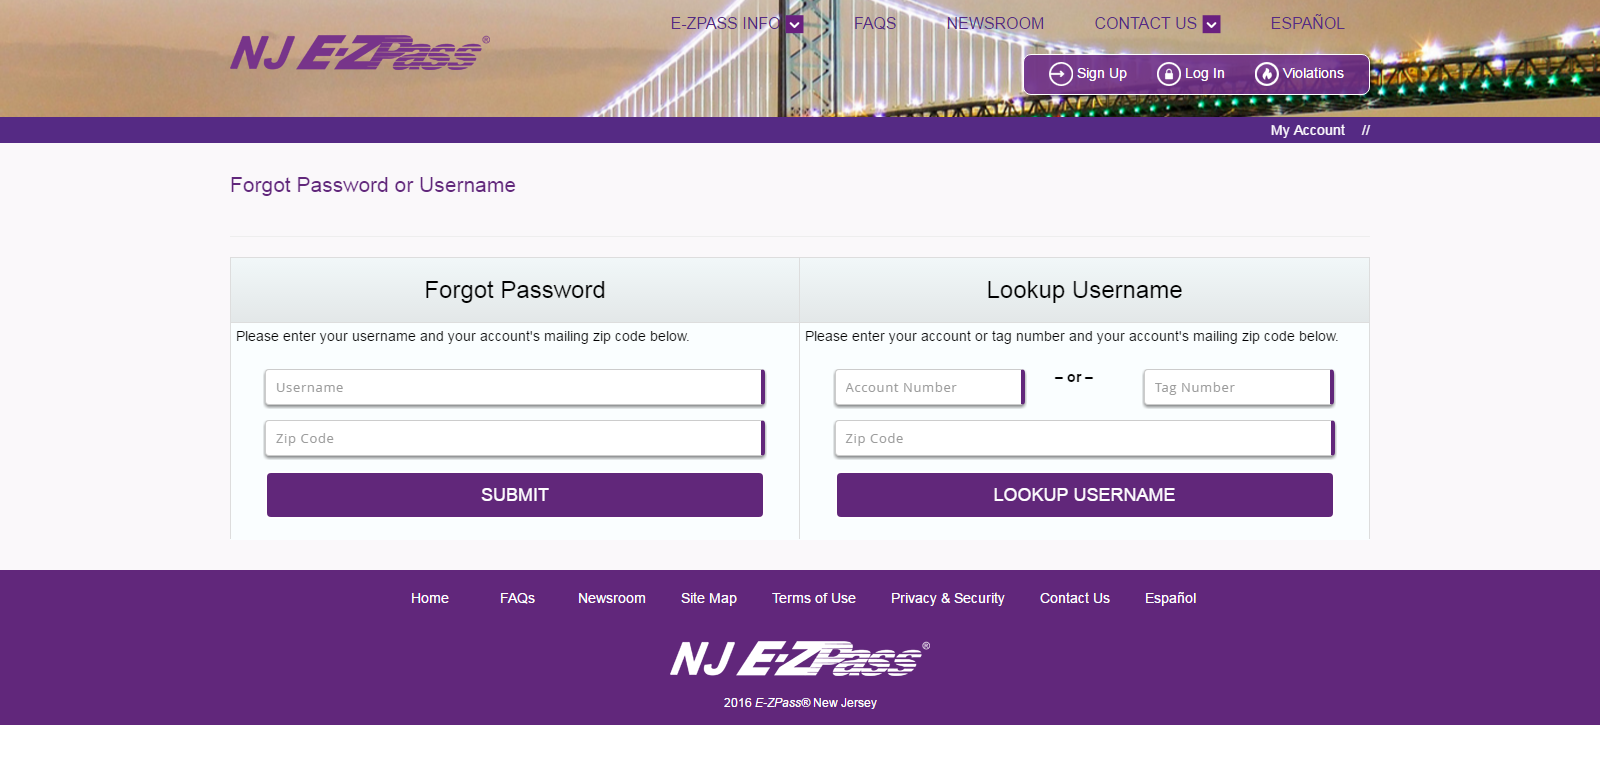 E-ZPASS INFO FAQS NEWSROOM CONTACT US ESPAÑOL
NJ E-ZPass®
Sign Up Log In Violations
My Account //
Forgot Password or Username
Forgot Password
Please enter your username and your account's mailing zip code below.
Username
Zip Code
SUBMIT
Lookup Username
Please enter your account or tag number and your account's mailing zip code below.
Account Number – or – Tag Number
Zip Code
LOOKUP USERNAME
Home FAQs Newsroom Site Map Terms of Use Privacy & Security Contact Us Español
NJ E-ZPass®
2016 E-ZPass® New Jersey